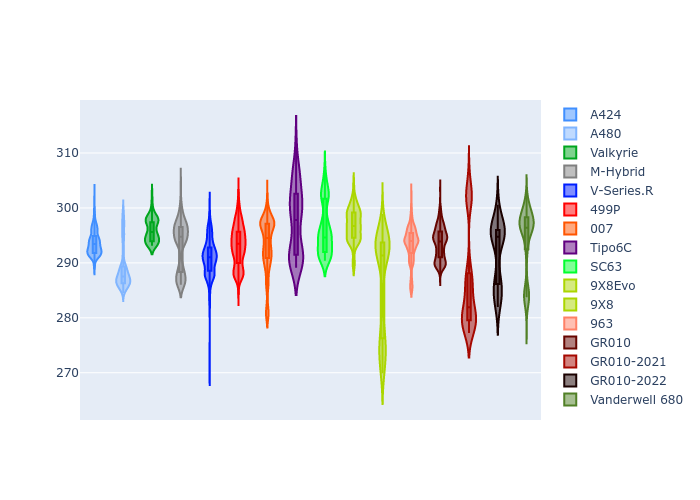 310
300
290
280
270
A424
A480
Valkyrie
M-Hybrid
V-Series.R
499P
007
Tipo6C
SC63
9X8Evo
9X8
963
GR010
GR010-2021
GR010-2022
Vanderwell 680